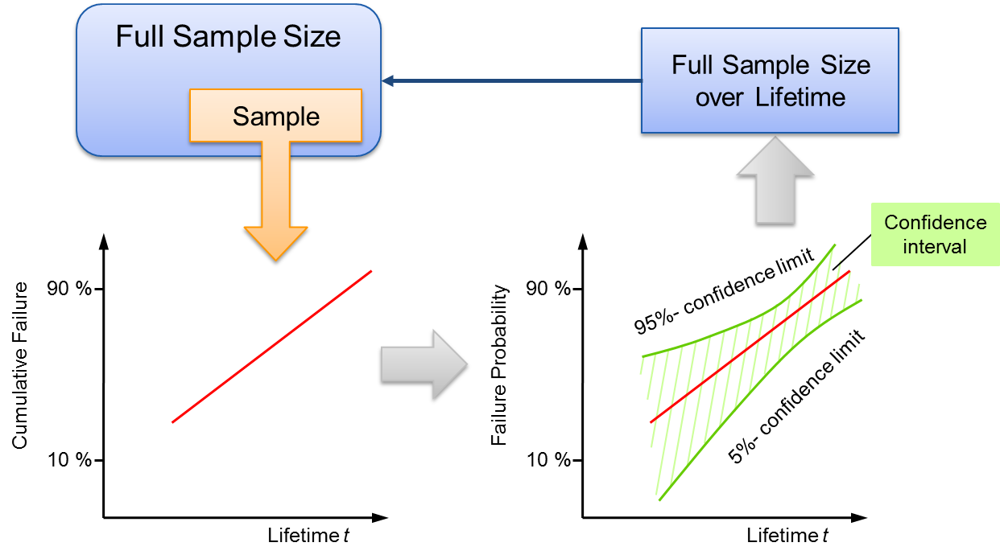 Full Sample Size
Sample
Full Sample Size
over Lifetime
Cumulative Failure
90 %
10 %
Lifetime t
Failure Probability
90 %
10 %
95%- confidence limit
5%- confidence limit
Confidence
interval
Lifetime t